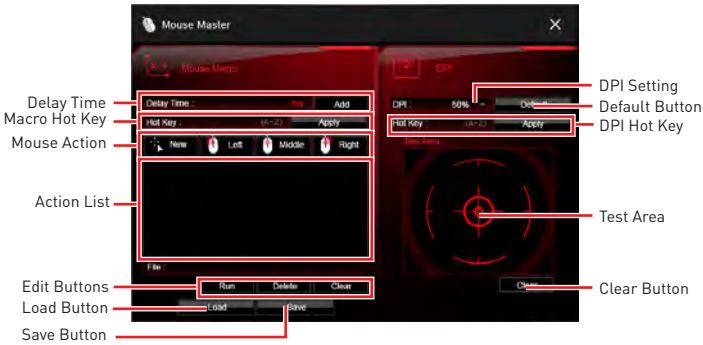 Mouse Master
Mouse Macro
DPI
DPI Setting
Delay Time
Delay Time :
Add
DPI :
50%
Default
Default Button
Macro Hot Key
Hot Key :
(A~Z)
Apply
Hot Key :
(A~Z)
Apply
DPI Hot Key
Mouse Action
New
Left
Middle
Right
Test Area
Action List
Test Area
File :
Edit Buttons
Run
Delete
Clear
Clear
Clear Button
Load Button
Load
Save
Save Button